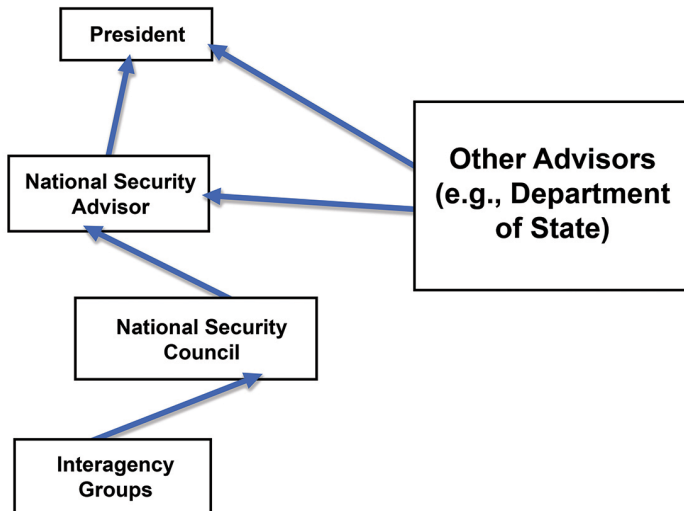 President
National Security
Advisor
Other Advisors
(e.g., Department
of State)
National Security
Council
Interagency
Groups